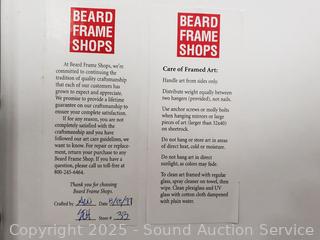 BEARD
FRAME
SHOPS
At Beard Frame Shops, we're
committed to continuing the
tradition of quality craftsmanship
that each of our customers has
grown to expect and appreciate.
We promise to provide a lifetime
guarantee on our craftsmanship to
ensure your complete satisfaction.
If for any reason, you are not
completely satisfied with the
craftsmanship and you have
followed our art care guidelines, we
want to know. For repair or replace-
ment, return your purchase to any
Beard Frame Shop. If you have a
question, please call us toll-free at
800-245-6464.
Thank you for choosing
Beard Frame Shops.
Crafted by Date
Store # 33
BEARD
FRAME
SHOPS
Care of Framed Art:
Handle art from sides only.
Distribute weight equally between
two hangers (provided), not nails.
Use anchor screws or molly bolts
when hanging mirrors or large
pieces of art (larger than 32x40)
on sheetrock.
Do not hang or store art in areas
of direct heat, cold or moisture.
Do not hang art in direct
sunlight, as colors may fade.
To clean art framed with regular
glass, spray cleaner on towel, then
wipe. Clean plexiglass and UV
glass with cotton cloth dampened
with plain water.
Copyright 2025 - Sound Auction Service